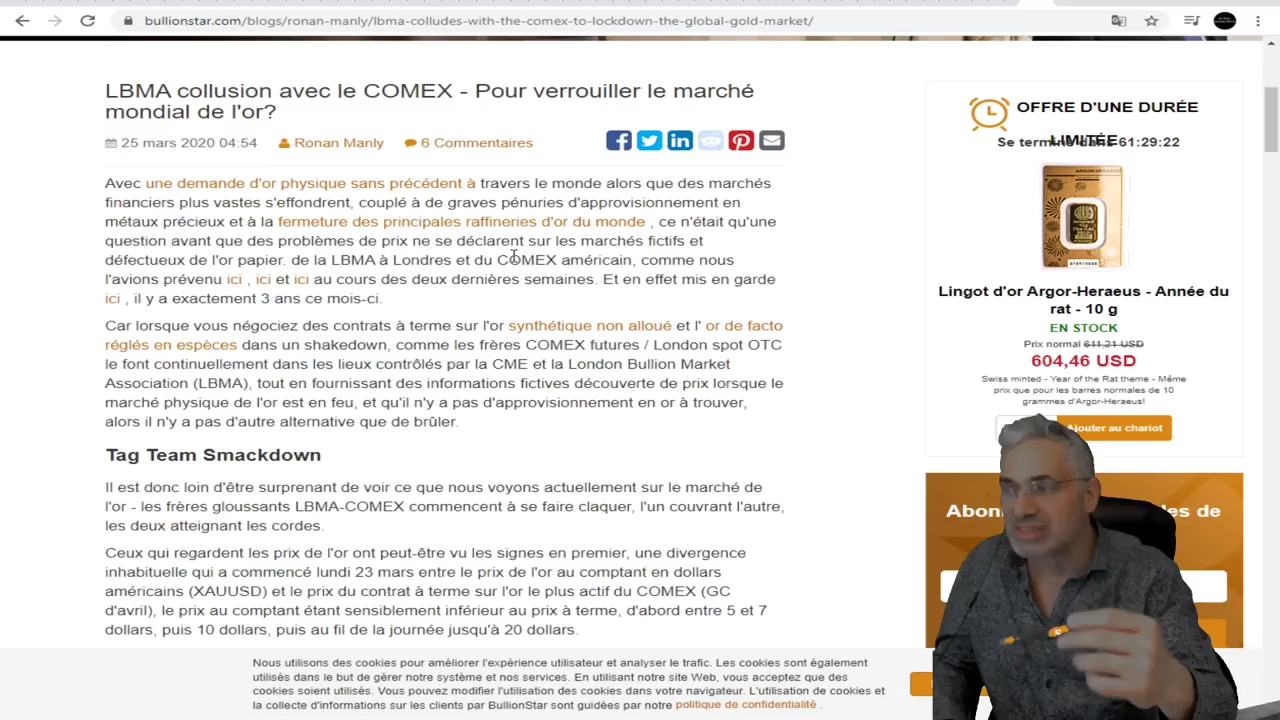 bullionstar.com/blogs/ronan-manly/lbma-colludes-with-the-comex-to-lockdown-the-global-gold-market/
LBMA collusion avec le COMEX - Pour verrouiller le marché
mondial de l'or?
25 mars 2020 04:54 Ronan Manly 6 Commentaires
Avec une demande d'or physique sans précédent à travers le monde alors que des marchés
financiers plus vastes s'effondrent, couplé à de graves pénuries d'approvisionnement en
métaux précieux et à la fermeture des principales raffineries d'or du monde , ce n'était qu'une
question avant que des problèmes de prix ne se déclarent sur les marchés fictifs et
défectueux de l'or papier. de la LBMA à Londres et du COMEX américain, comme nous
l'avions prévenu ici , ici et ici au cours des deux dernières semaines. Et en effet mis en garde
ici , il y a exactement 3 ans ce mois-ci.
Car lorsque vous négociez des contrats à terme sur l'or synthétique non alloué et l' or de facto
réglés en espèces dans un shakedown, comme les frères COMEX futures / London spot OTC
le font continuellement dans les lieux contrôlés par la CME et la London Bullion Market
Association (LBMA), tout en fournissant des informations fictives découverte de prix lorsque le
marché physique de l'or est en feu, et qu'il n'y a pas d'approvisionnement en or à trouver,
alors il n'y a pas d'autre alternative que de brûler.
Tag Team Smackdown
Il est donc loin d'être surprenant de voir ce que nous voyons actuellement sur le marché de
l'or - les frères gloussants LBMA-COMEX commencent à se faire claquer, l'un couvrant l'autre,
les deux atteignant les cordes.
Ceux qui regardent les prix de l'or ont peut-être vu les signes en premier, une divergence
inhabituelle qui a commencé lundi 23 mars entre le prix de l'or au comptant en dollars
américains (XAUUSD) et le prix du contrat à terme sur l'or le plus actif du COMEX (GC
d'avril), le prix au comptant étant sensiblement inférieur au prix à terme, d'abord entre 5 et 7
dollars, puis 10 dollars, puis au fil de la journée jusqu'à 20 dollars.
OFFRE D'UNE DURÉE
LIMITÉE
Se termine dans 61:29:22
ARGOR-HERAEUS
Lingot d'or Argor-Heraeus - Année du
rat - 10 g
EN STOCK
Prix normal 611,21 USD
604,46 USD
Swiss minted - Year of the Rat theme - Même
prix que pour les barres normales de 10
grammes d'Argor-Heraeus!
Ajouter au chariot
de
Nous utilisons des cookies pour améliorer l'expérience utilisateur et analyser le trafic. Les cookies sont également
utilisés dans le but de gérer notre système et nos services. En utilisant notre site Web, vous acceptez que des
cookies soient utilisés. Vous pouvez modifier l'utilisation des cookies dans votre navigateur. L'utilisation de cookies et
la collecte d'informations sur les clients par BullionStar sont guidées par notre politique de confidentialité .